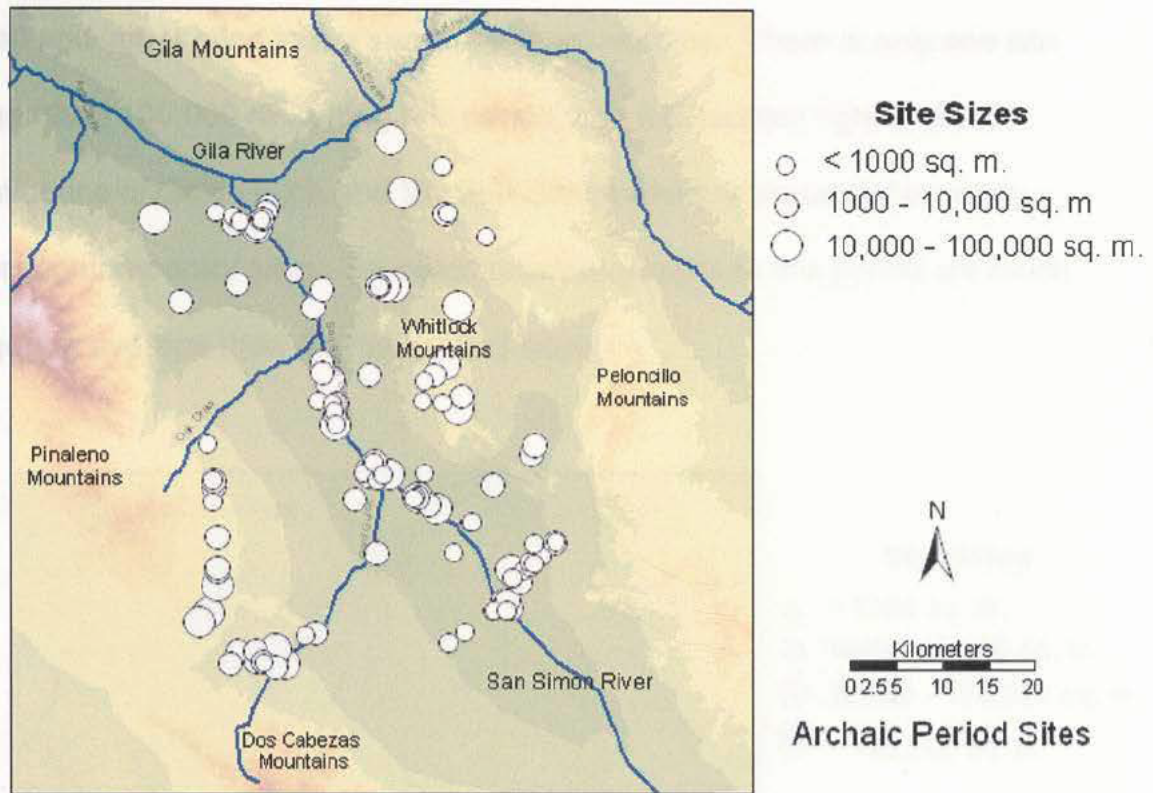 Gila Mountains
Gila River
Whitlock
Mountains
Peloncillo
Mountains
Pinaleno
Mountains
San Simon River
Dos Cabezas
Mountains
Site Sizes
< 1000 sq. m.
1000 - 10,000 sq. m
10,000 - 100,000 sq. m.
N
Kilometers
0 2.5 5 10 15 20
Archaic Period Sites